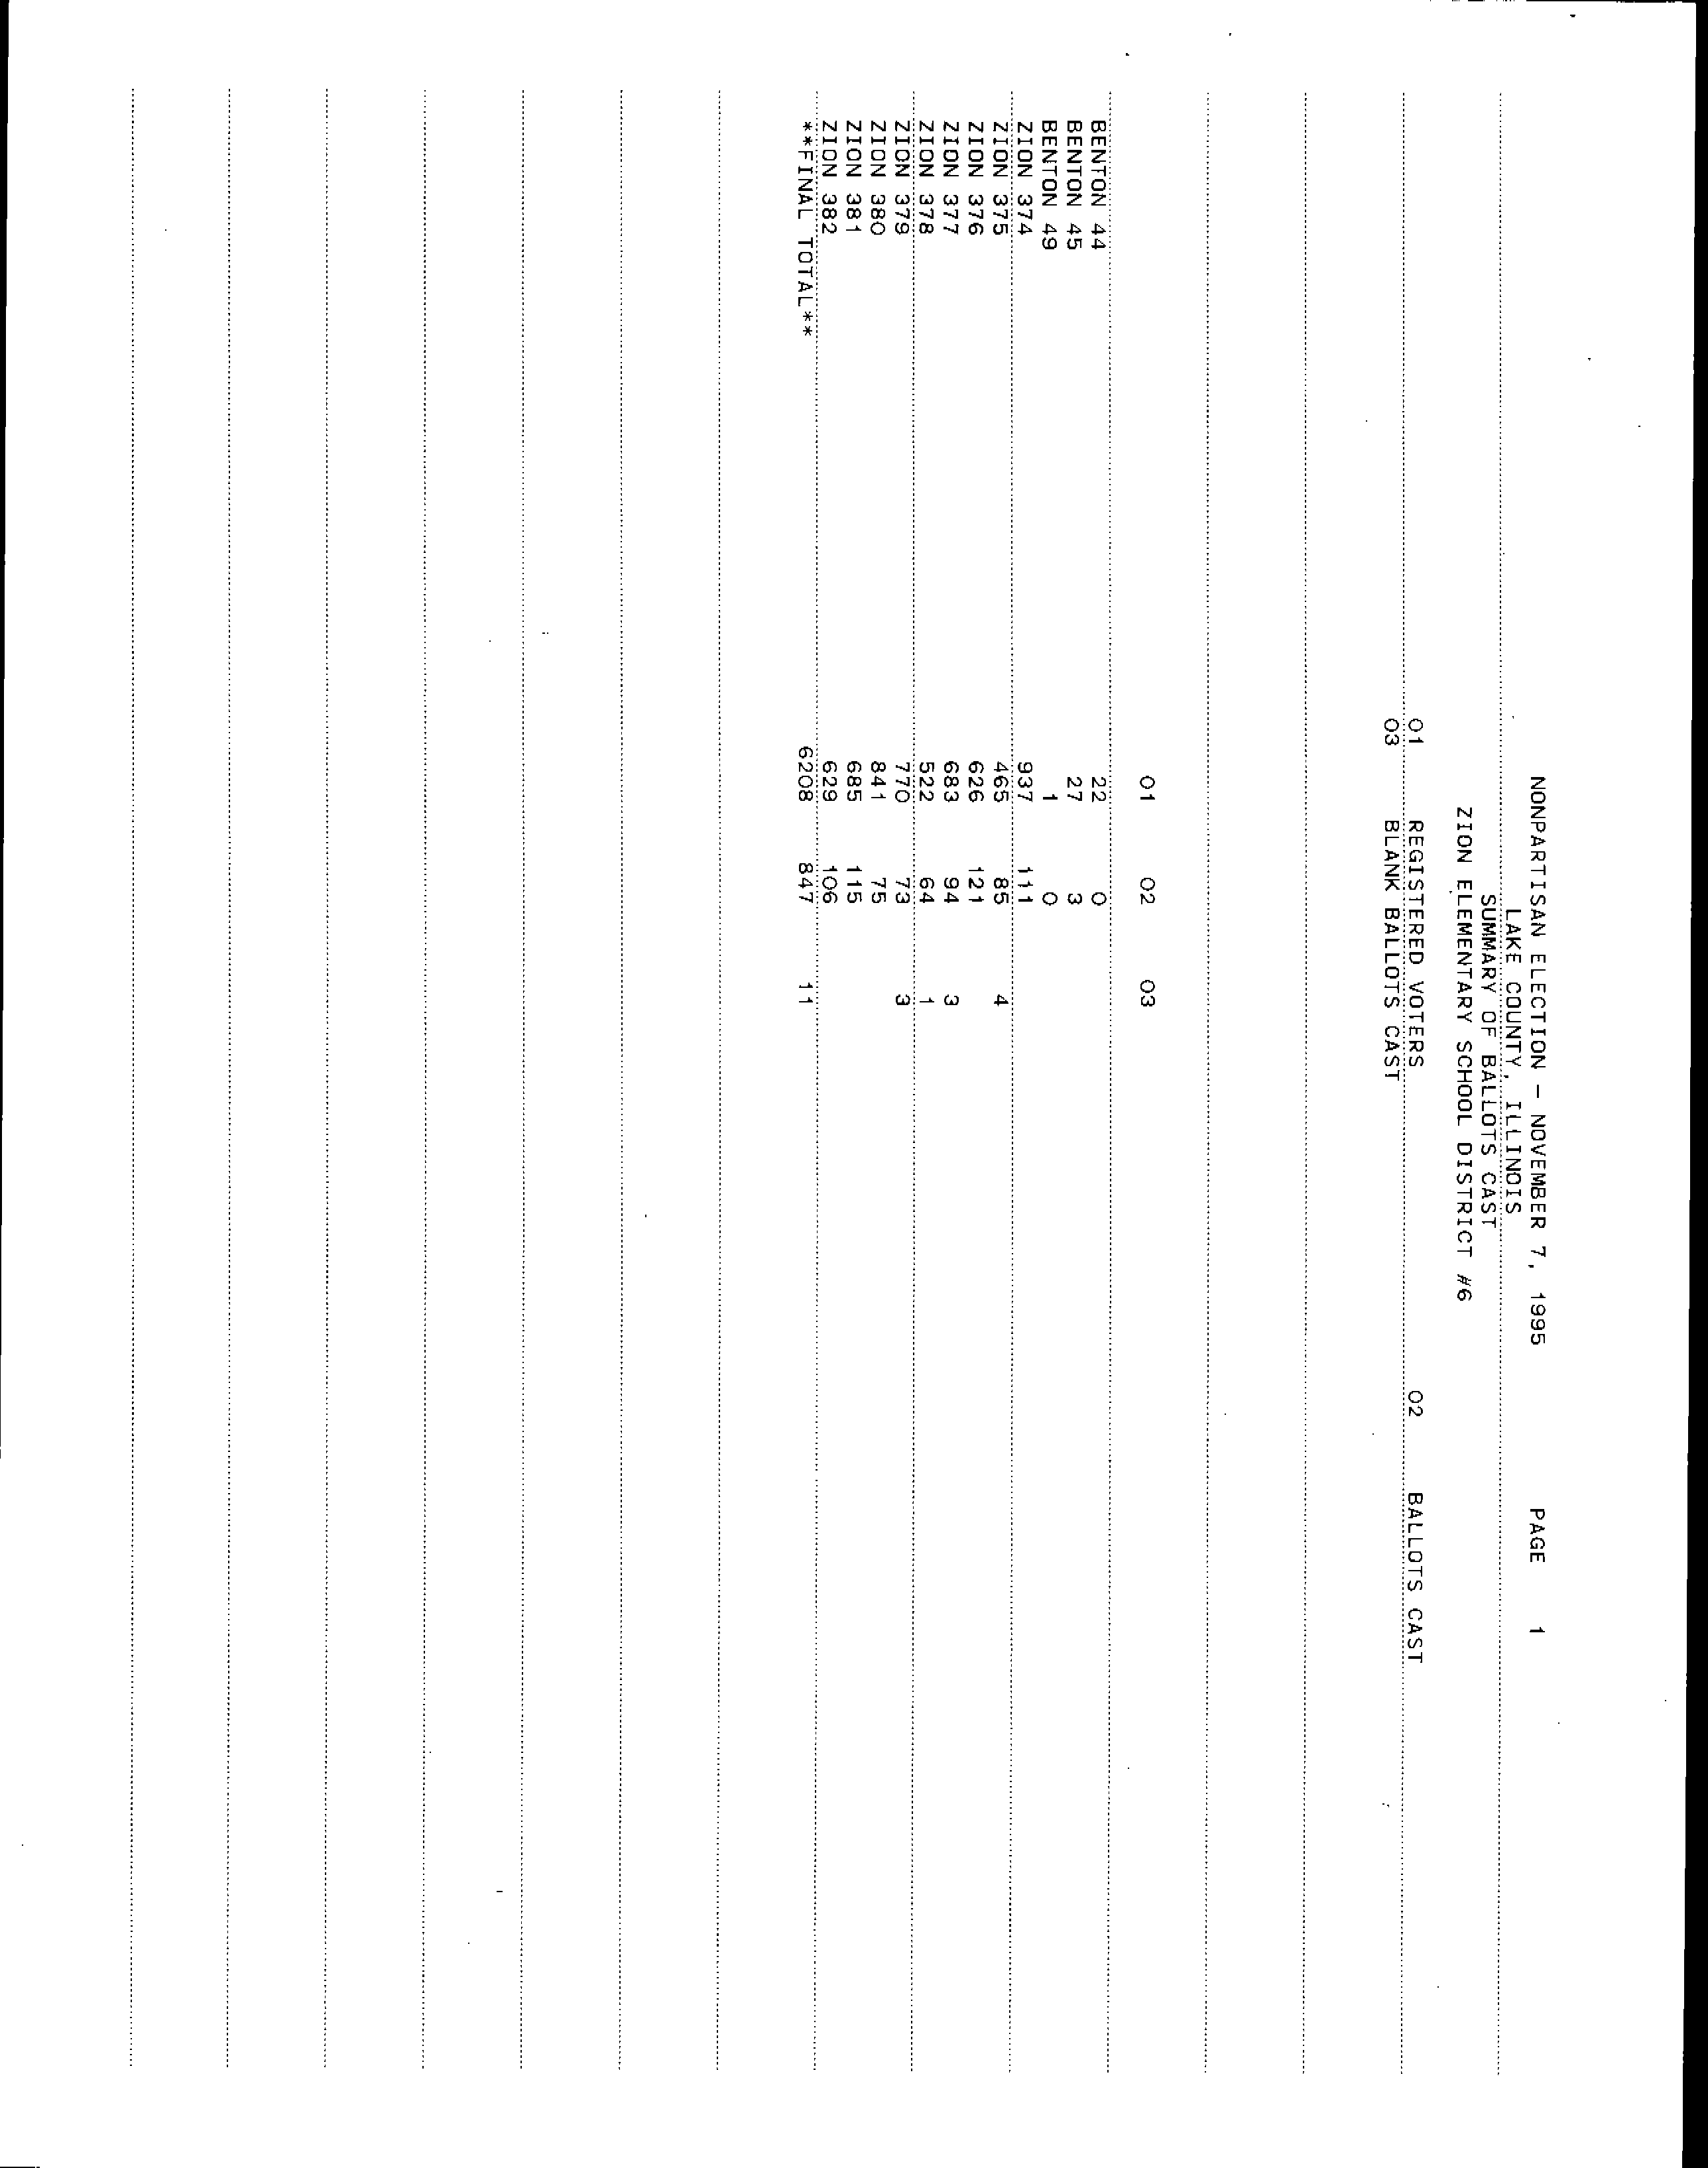 NONPARTISAN ELECTION - NOVEMBER 7, 1995 PAGE 1
LAKE COUNTY, ILLINOIS
SUMMARY OF BALLOTS CAST
ZION ELEMENTARY SCHOOL DISTRICT #6
01 REGISTERED VOTERS 02 BALLOTS CAST
03 BLANK BALLOTS CAST
01 02 03
BENTON 44 22 0
BENTON 45 27 3
BENTON 49 1 0
ZION 374 937 111
ZION 375 465 85 4
ZION 376 626 121
ZION 377 683 94 3
ZION 378 522 64 1
ZION 379 770 73 3
ZION 380 841 75
ZION 381 685 115
ZION 382 629 106
**FINAL TOTAL** 6208 847 11